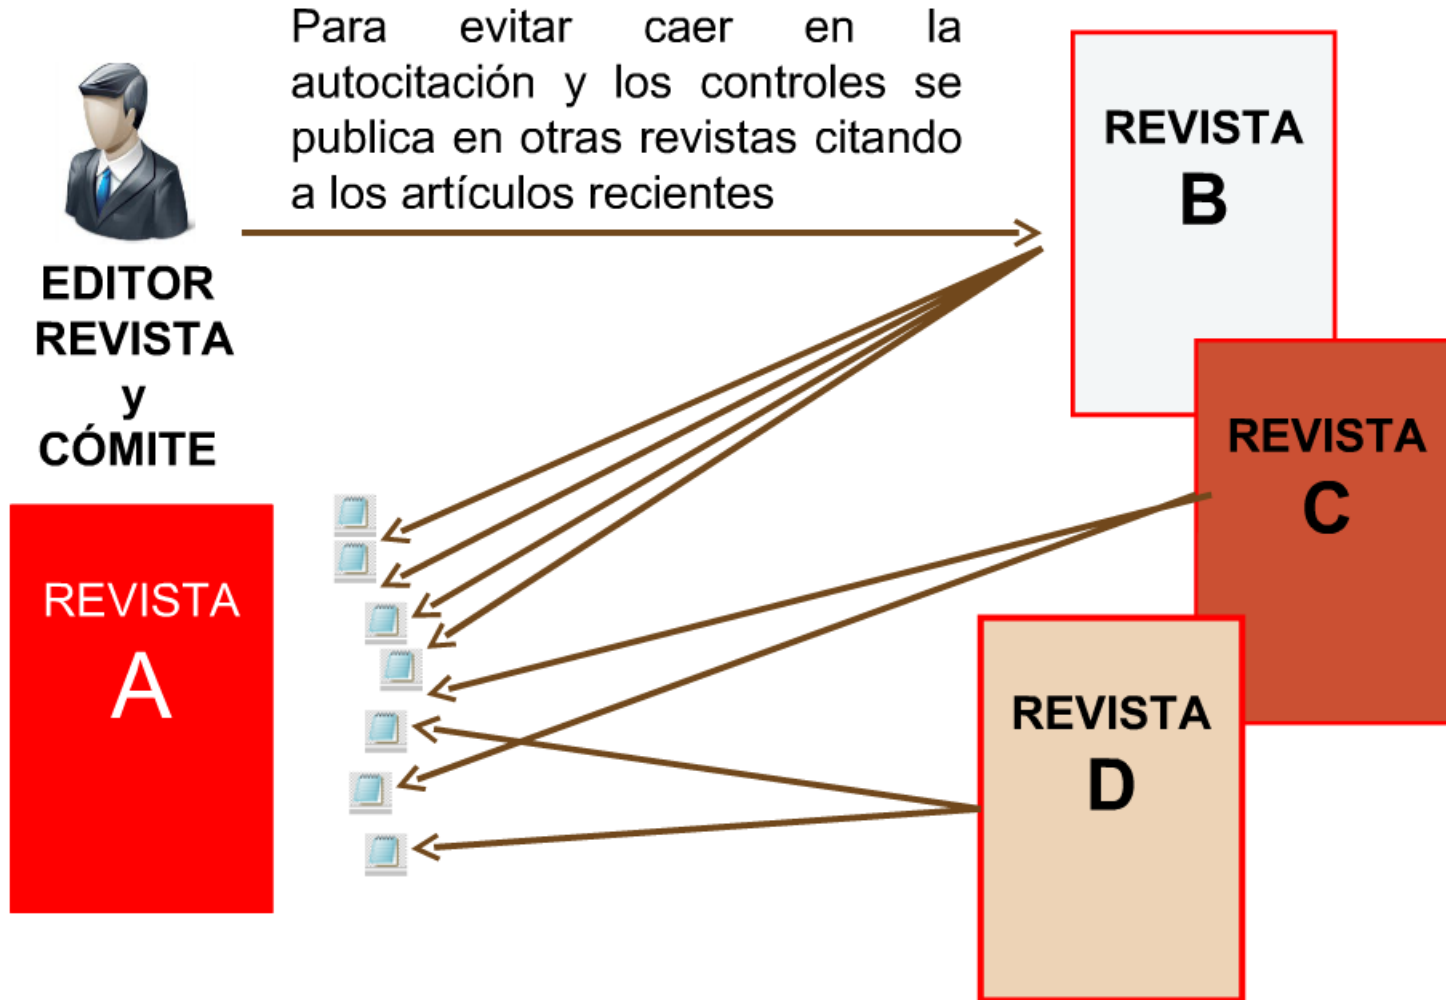 Para evitar caer en la
autocitación y los controles se
publica en otras revistas citando
a los artículos recientes
EDITOR
REVISTA
y
CÓMITE
REVISTA
A
REVISTA
B
REVISTA
C
REVISTA
D